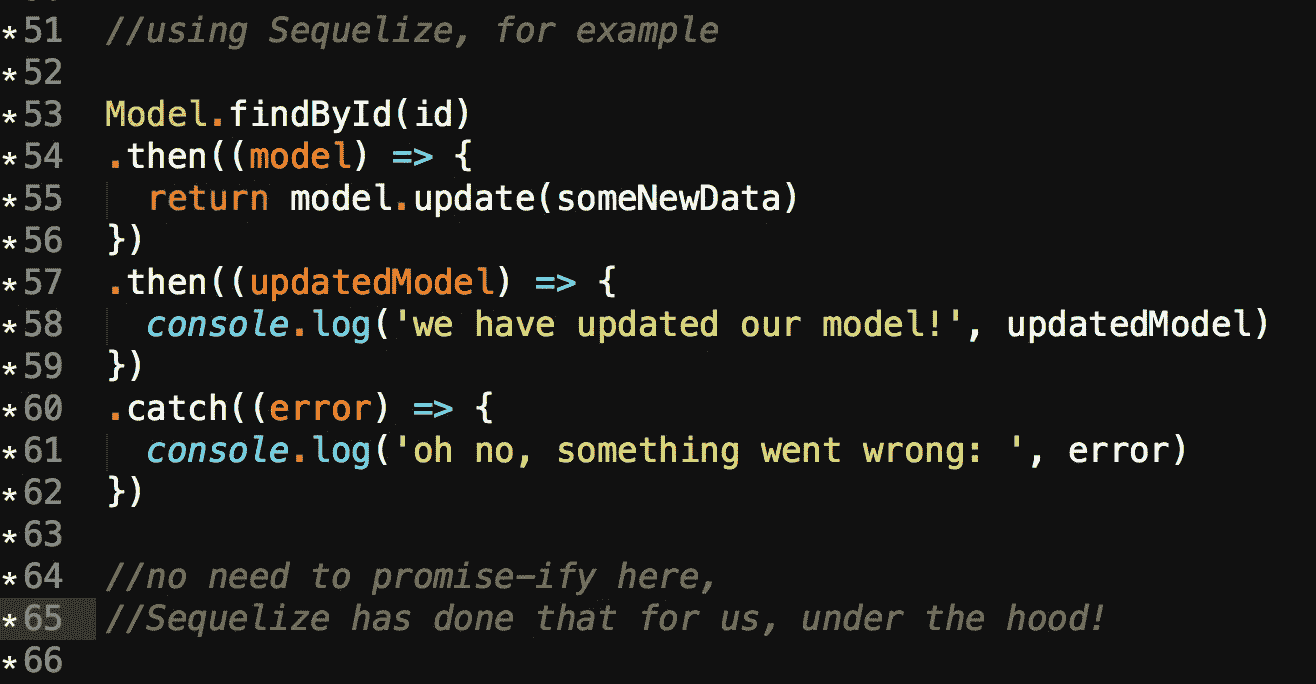 *51 //using Sequelize, for example
*52
*53 Model.findById(id)
*54 .then((model) => {
*55   return model.update(someNewData)
*56 })
*57 .then((updatedModel) => {
*58   console.log('we have updated our model!', updatedModel)
*59 })
*60 .catch((error) => {
*61   console.log('oh no, something went wrong: ', error)
*62 })
*63
*64 //no need to promise-ify here,
*65 //Sequelize has done that for us, under the hood!
*66